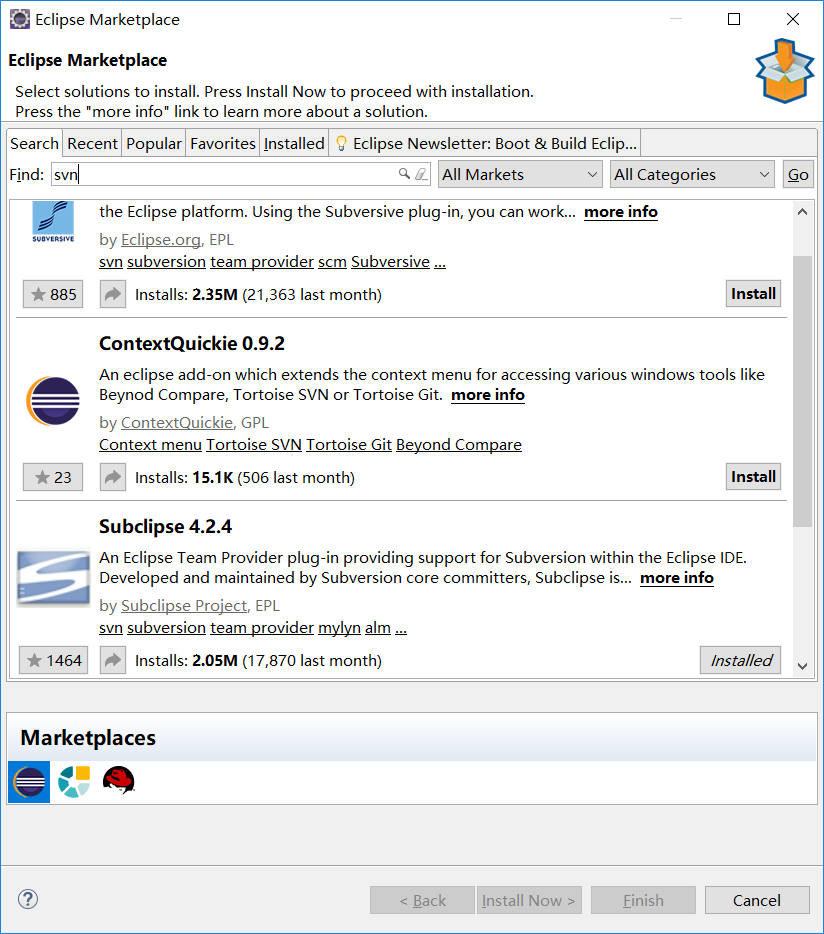 Eclipse Marketplace
Eclipse Marketplace
Select solutions to install. Press Install Now to proceed with installation.
Press the "more info" link to learn more about a solution.
Search Recent Popular Favorites Installed Eclipse Newsletter: Boot & Build Eclip...
Find: svn All Markets All Categories Go
the Eclipse platform. Using the Subversive plug-in, you can work... more info
SUBVERSIVE
by Eclipse.org, EPL
svn subversion team provider scm Subversive ...
885 Installs: 2.35M (21,363 last month) Install
ContextQuickie 0.9.2
An eclipse add-on which extends the context menu for accessing various windows tools like
Beynod Compare, Tortoise SVN or Tortoise Git. more info
by ContextQuickie, GPL
Context menu Tortoise SVN Tortoise Git Beyond Compare
23 Installs: 15.1K (506 last month) Install
Subclipse 4.2.4
An Eclipse Team Provider plug-in providing support for Subversion within the Eclipse IDE.
Developed and maintained by Subversion core committers, Subclipse is... more info
by Subclipse Project, EPL
svn subversion team provider mylyn alm ...
1464 Installs: 2.05M (17,870 last month) Installed
Marketplaces
? < Back Install Now > Finish Cancel